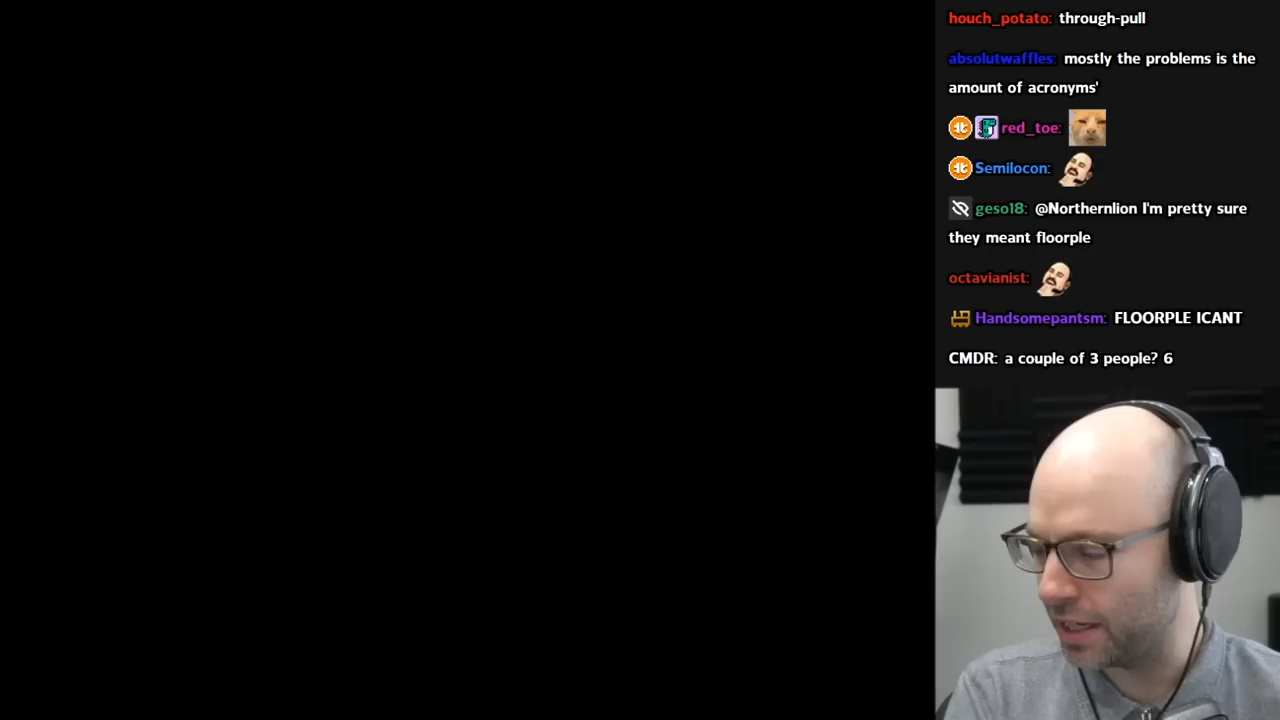 houch_potato: through-pull
absolutwaffles: mostly the problems is the
amount of acronyms'
red_toe:
Semilocon:
geso18: @Northernlion I'm pretty sure
they meant floorple
octavianist:
Handsomepantsm: FLOORPLE ICANT
CMDR: a couple of 3 people? 6